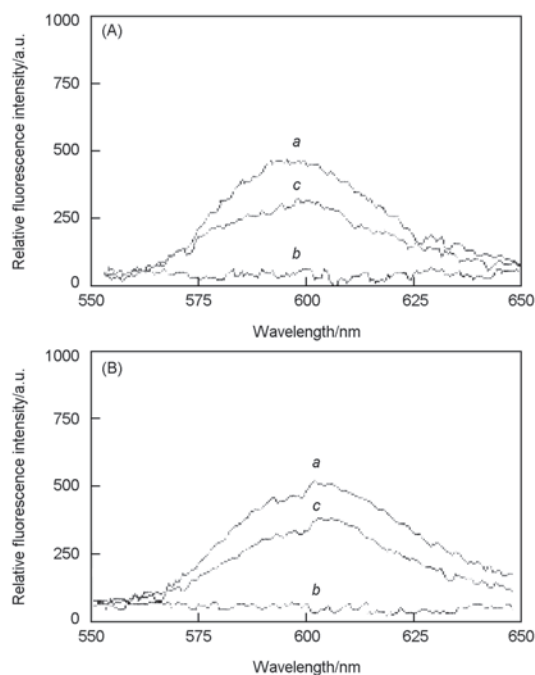 (A)
Relative fluorescence intensity/a.u.
1000
750
500
250
0
a
c
b
550 575 600 625 650
Wavelength/nm
(B)
Relative fluorescence intensity/a.u.
1000
750
500
250
0
a
c
b
550 575 600 625 650
Wavelength/nm